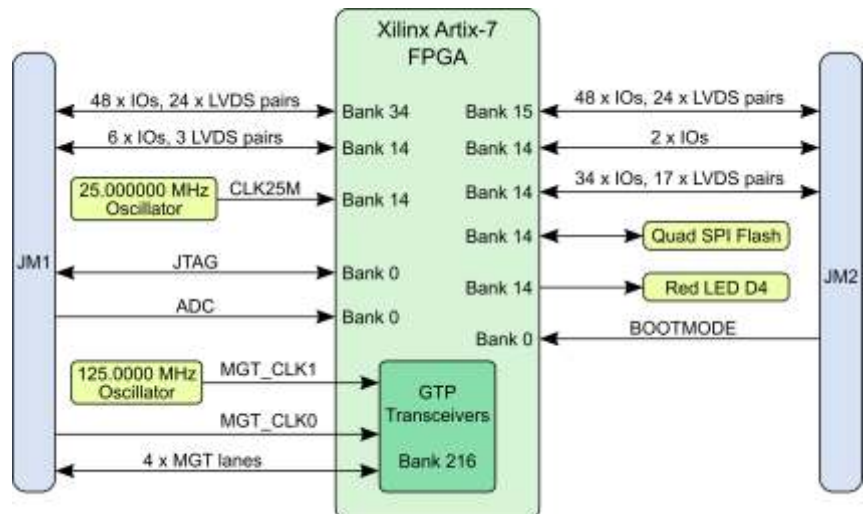 Xilinx Artix-7
FPGA
JM1
48 x IOs, 24 x LVDS pairs
Bank 34
6 x IOs, 3 LVDS pairs
Bank 14
25.000000 MHz
Oscillator
CLK25M
Bank 14
JTAG
Bank 0
ADC
Bank 0
125.0000 MHz
Oscillator
MGT_CLK1
MGT_CLK0
4 x MGT lanes
GTP
Transceivers
Bank 216
Bank 15
48 x IOs, 24 x LVDS pairs
Bank 14
2 x IOs
Bank 14
34 x IOs, 17 x LVDS pairs
Bank 14
Quad SPI Flash
Bank 14
Red LED D4
Bank 0
BOOTMODE
JM2